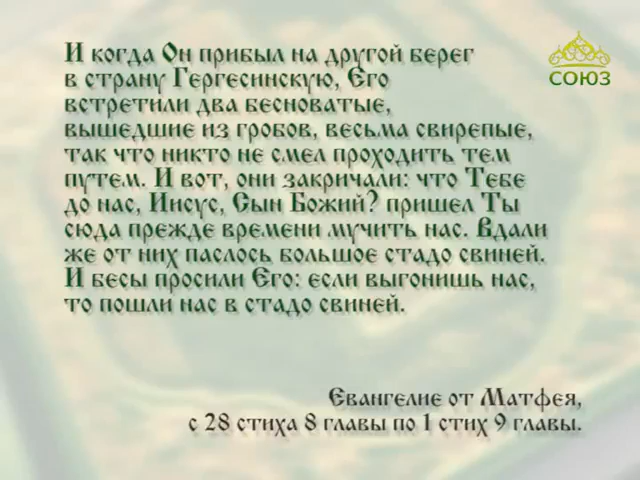 И когда Он прибыл на другой берег
в страну Гергесинскую, Его
встретили два бесноватые,
вышедшие из гробов, весьма свирепые,
так что никто не смел проходить тем
путем. И вот, они закричали: что Тебе
до нас, Иисус, Сын Божий? пришел Ты
сюда прежде времени мучить нас. Вдали
же от них паслось большое стадо свиней.
И бесы просили Его: если выгонишь нас,
то пошли нас в стадо свиней.
Евангелие от Матфея,
с 28 стиха 8 главы по 1 стих 9 главы.
СОЮЗ